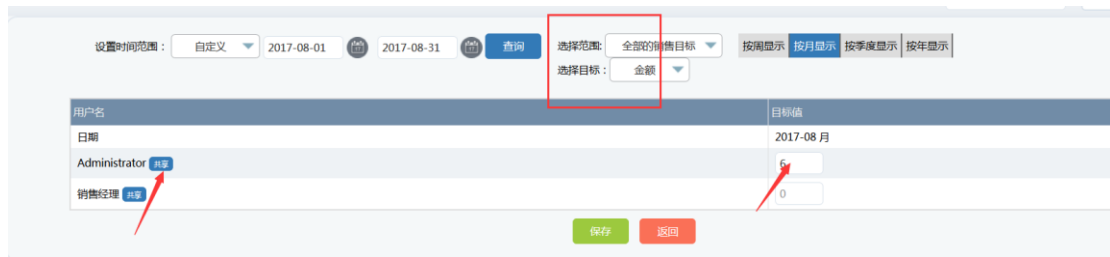 设置时间范围： 自定义 2017-08-01 2017-08-31 查询 选择范围: 全部的销售目标 按周显示 按月显示 按季度显示 按年显示
选择目标： 金额
用户名 目标值
日期 2017-08 月
Administrator 共享 6
销售经理 共享 0
保存 返回